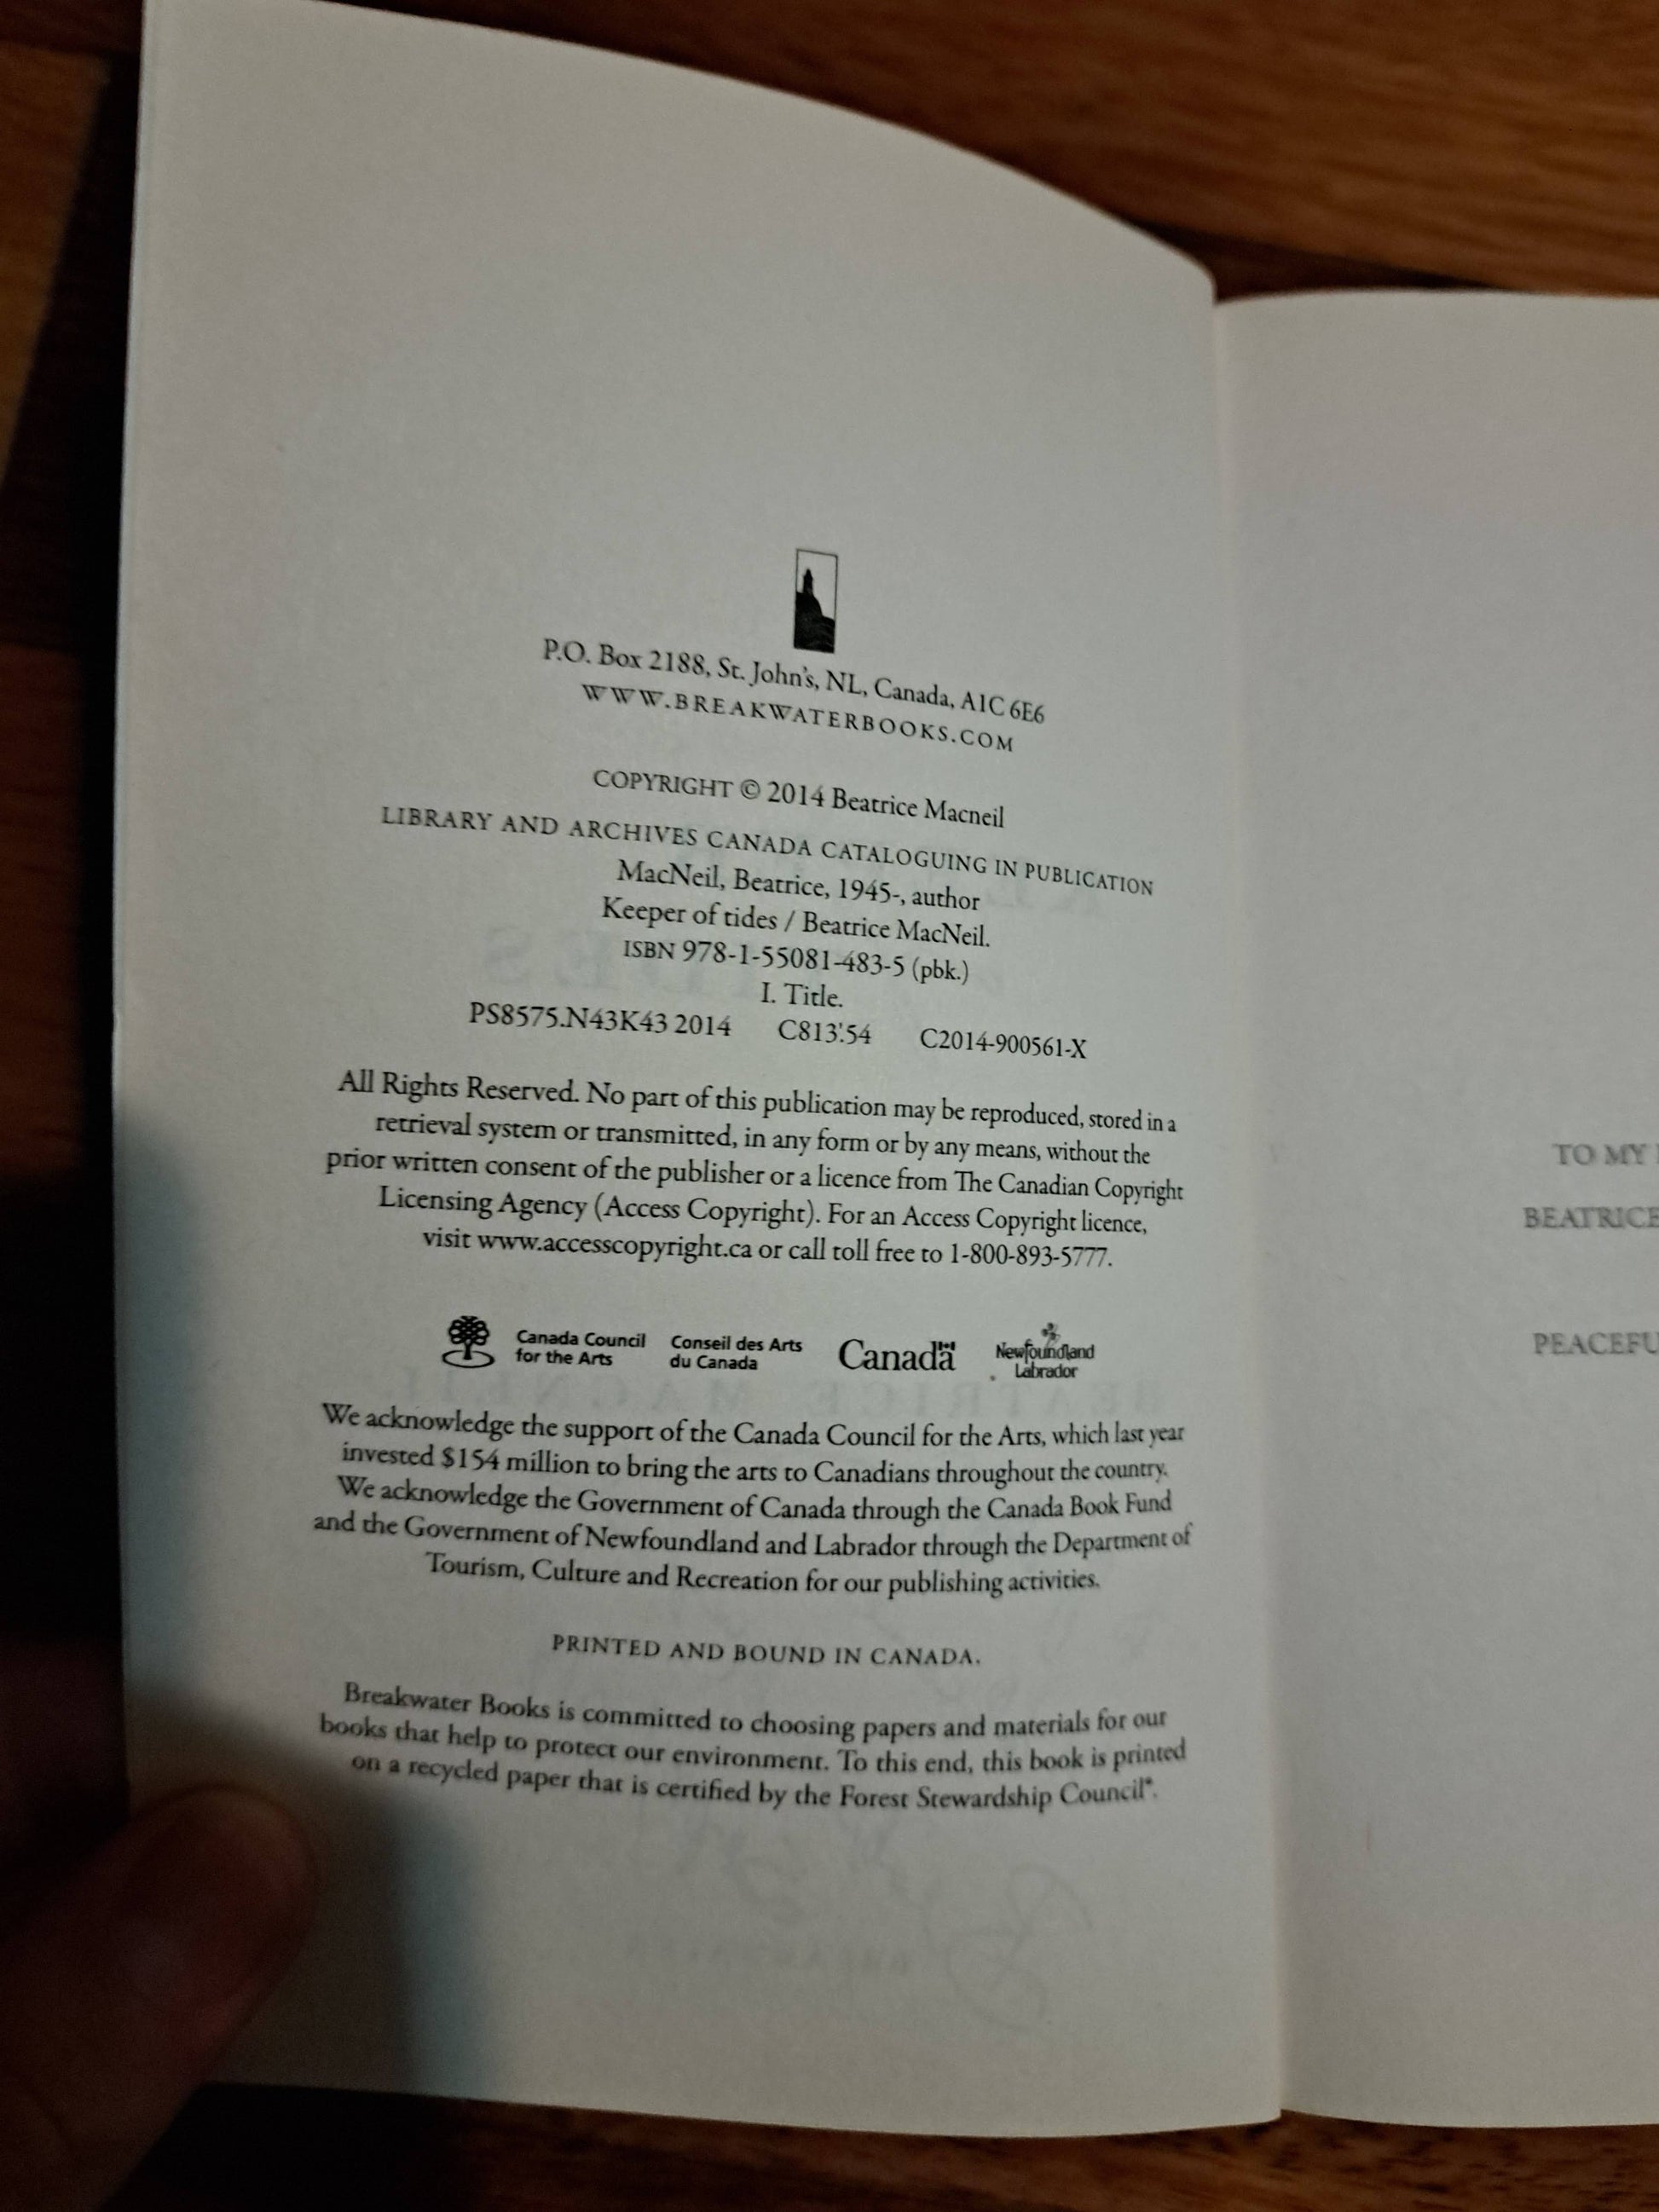 P.O. Box 2188, St. John's, NL, Canada, A1C 6E6
WWW.BREAKWATERBOOKS.COM
COPYRIGHT © 2014 Beatrice Macneil
LIBRARY AND ARCHIVES CANADA CATALOGUING IN PUBLICATION
MacNeil, Beatrice, 1945-, author
Keeper of tides / Beatrice MacNeil.
ISBN 978-1-55081-483-5 (pbk.)
I. Title.
PS8575.N43K43 2014 C813'.54 C2014-900561-X
All Rights Reserved. No part of this publication may be reproduced, stored in a
retrieval system or transmitted, in any form or by any means, without the
prior written consent of the publisher or a licence from The Canadian Copyright
Licensing Agency (Access Copyright). For an Access Copyright licence,
visit www.accesscopyright.ca or call toll free to 1-800-893-5777.
Canada Council Conseil des Arts
for the Arts du Canada
Canada
Newfoundland
Labrador
We acknowledge the support of the Canada Council for the Arts, which last year
invested $154 million to bring the arts to Canadians throughout the country.
We acknowledge the Government of Canada through the Canada Book Fund
and the Government of Newfoundland and Labrador through the Department of
Tourism, Culture and Recreation for our publishing activities.
PRINTED AND BOUND IN CANADA.
Breakwater Books is committed to choosing papers and materials for our
books that help to protect our environment. To this end, this book is printed
on a recycled paper that is certified by the Forest Stewardship Council®.
TO MY
BEATRICE
PEACEFU